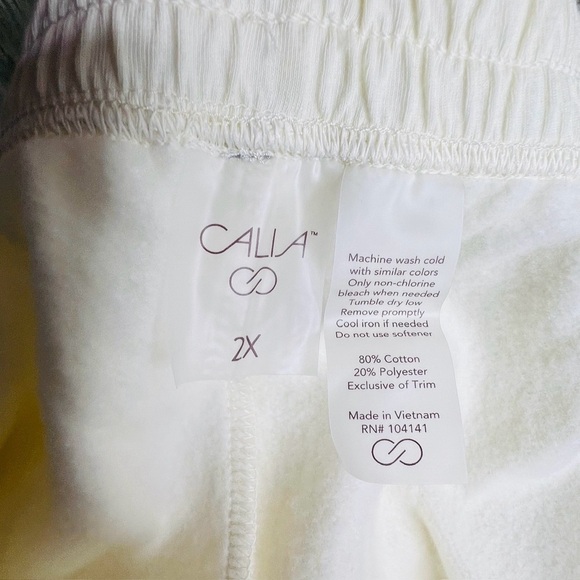 CALIA™
2X
Machine wash cold
with similar colors
Only non-chlorine
bleach when needed
Tumble dry low
Remove promptly
Cool iron if needed
Do not use softener
80% Cotton
20% Polyester
Exclusive of Trim
Made in Vietnam
RN# 104141